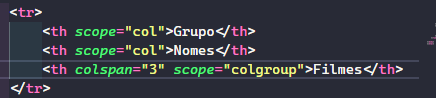 <tr>
<th scope="col">Grupo</th>
<th scope="col">Nomes</th>
<th colspan="3" scope="colgroup">Filmes</th>
</tr>